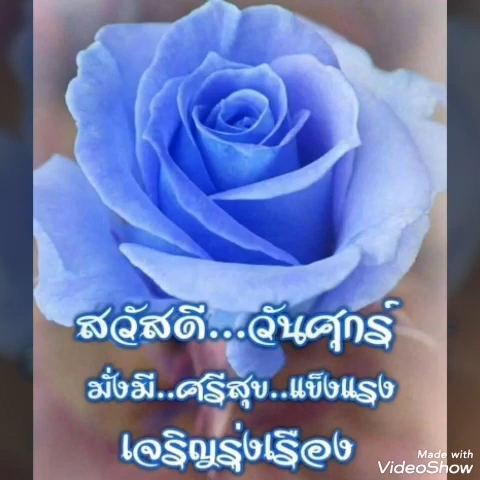 สวัสดี...วันศุกร์
มั่งมี..ศรีสุข..แข็งแรง
เจริญรุ่งเรือง
Made with
VideoShow